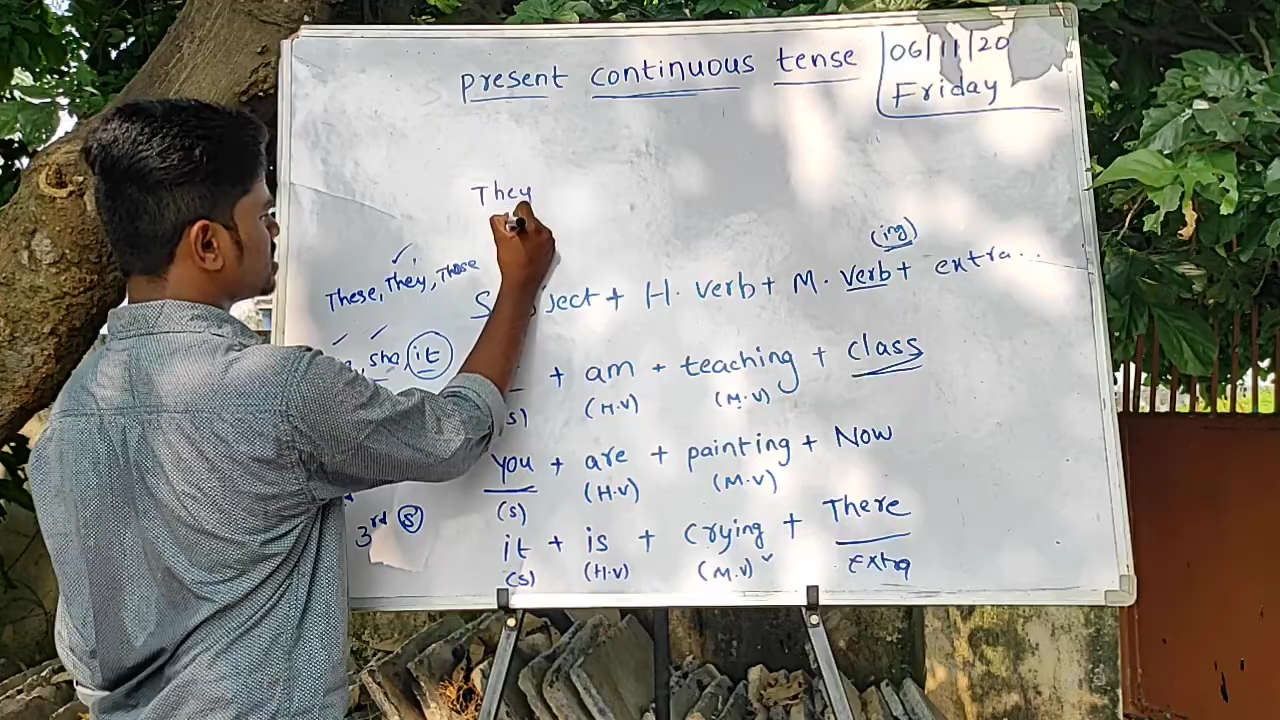 present continuous tense
06/11/20
Friday
They
(ing)
These, They, These
ject + H. verb + M. verb + extra...
she, it
+ am + teaching + class
(S) (H.V) (M.V)
you + are + painting + Now
(S) (H.V) (M.V)
3rd S
it + is + Crying + There
(S) (H.V) (M.V) Extra